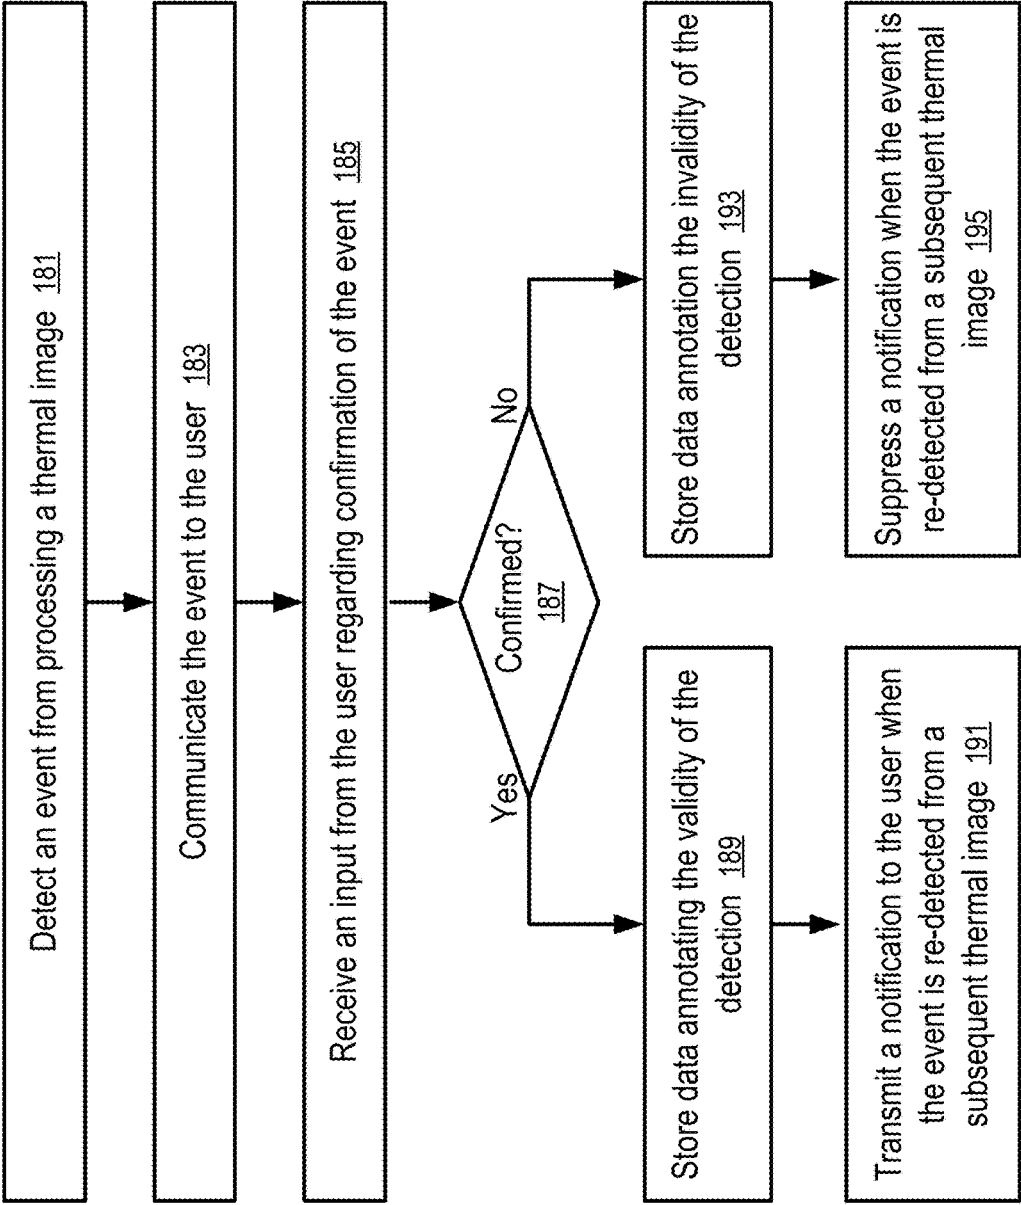 Detect an event from processing a thermal image 181
Communicate the event to the user 183
Receive an input from the user regarding confirmation of the event 185
Confirmed?
187
Yes
No
Store data annotating the validity of the
detection 189
Transmit a notification to the user when
the event is re-detected from a
subsequent thermal image 191
Store data annotation the invalidity of the
detection 193
Suppress a notification when the event is
re-detected from a subsequent thermal
image 195